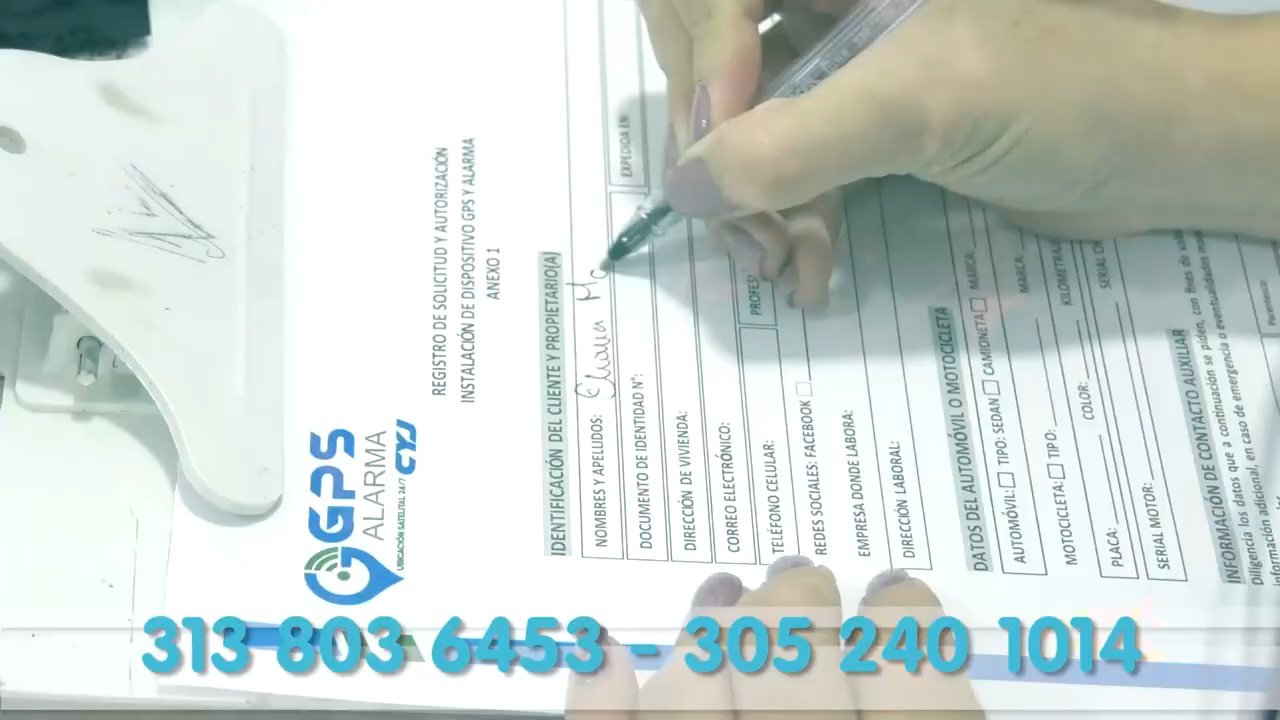 GPS
ALARMA
UBICACIÓN SATELITAL 24/7
REGISTRO DE SOLICITUD Y AUTORIZACIÓN
INSTALACIÓN DE DISPOSITIVO GPS Y ALARMA
ANEXO 1
IDENTIFICACIÓN DEL CLIENTE Y PROPIETARIO(A)
NOMBRES Y APELLIDOS:
DOCUMENTO DE IDENTIDAD N°: EXPEDIDA EN:
DIRECCIÓN DE VIVIENDA:
CORREO ELECTRÓNICO:
TELÉFONO CELULAR:
REDES SOCIALES: FACEBOOK
EMPRESA DONDE LABORA:
DIRECCIÓN LABORAL:
DATOS DEL AUTOMÓVIL O MOTOCICLETA
AUTOMÓVIL: TIPO: SEDAN CAMIONETA MARCA:
MOTOCICLETA: TIPO: MARCA:
PLACA: COLOR:
SERIAL MOTOR: SERIAL
INFORMACIÓN DE CONTACTO AUXILIAR
Diligencia los datos que a continuación se piden, con fines de
información adicional, en caso de emergencia o eventualidades
313 803 6453 - 305 240 1014